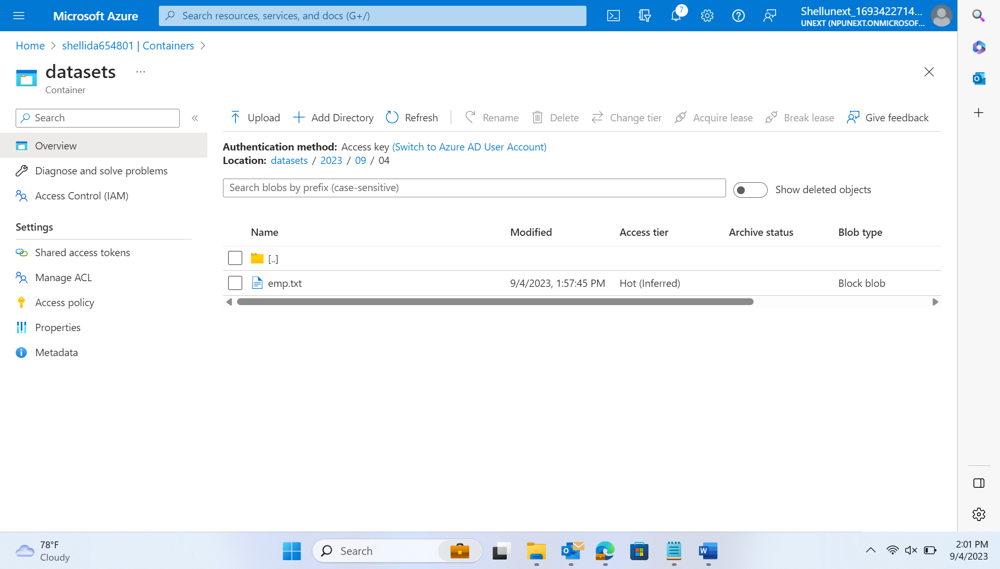 Microsoft Azure
Search resources, services, and docs (G+/)
7
Shellunext_1693422714...
UNEXT (NPUNEXT.ONMICROSOF...
Home > shellida654801 | Containers >
datasets ...
Container
Search «
Upload Add Directory Refresh Rename Delete Change tier Acquire lease Break lease Give feedback
Overview
Diagnose and solve problems
Access Control (IAM)
Settings
Shared access tokens
Manage ACL
Access policy
Properties
Metadata
Authentication method: Access key (Switch to Azure AD User Account)
Location: datasets / 2023 / 09 / 04
Search blobs by prefix (case-sensitive)
Show deleted objects
Name Modified Access tier Archive status Blob type
[..]
emp.txt 9/4/2023, 1:57:45 PM Hot (Inferred) Block blob
78°F
Cloudy
Search
2:01 PM
9/4/2023